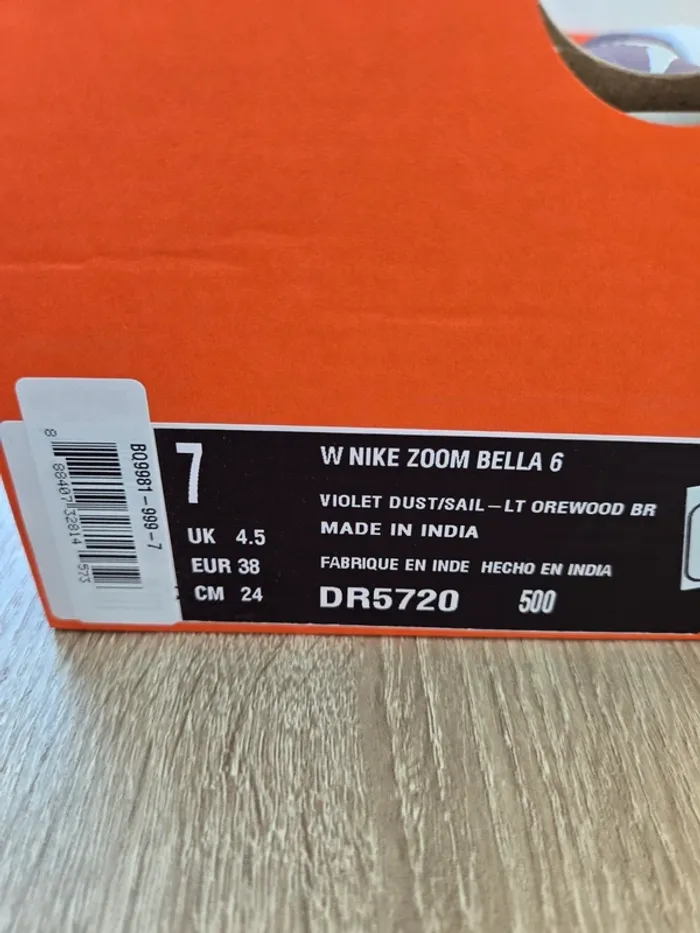 BQ9981-999-7
7
UK 4.5
EUR 38
CM 24
W NIKE ZOOM BELLA 6
VIOLET DUST/SAIL-LT OREWOOD BR
MADE IN INDIA
FABRIQUE EN INDE HECHO EN INDIA
DR5720 500